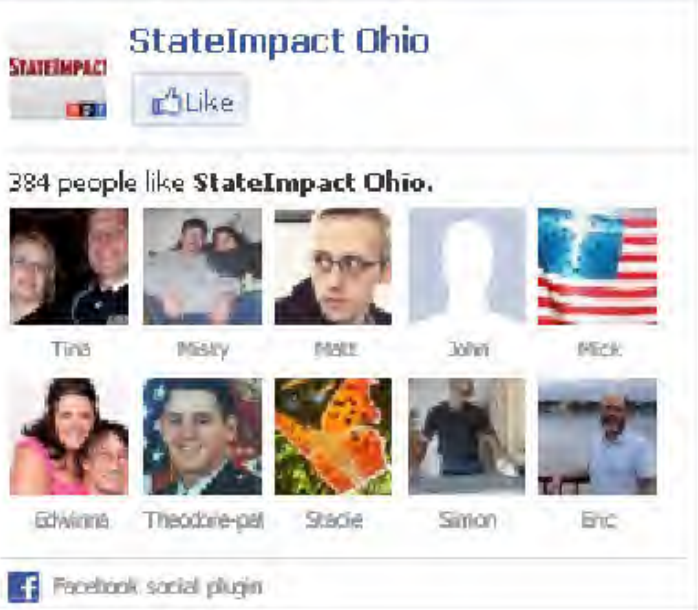 StateImpact Ohio
STATEIMPACT
Like
384 people like StateImpact Ohio.
Tina Misty Matt John Mick
Edwinna Theodore-pat Stacie Simon Eric
Facebook social plugin